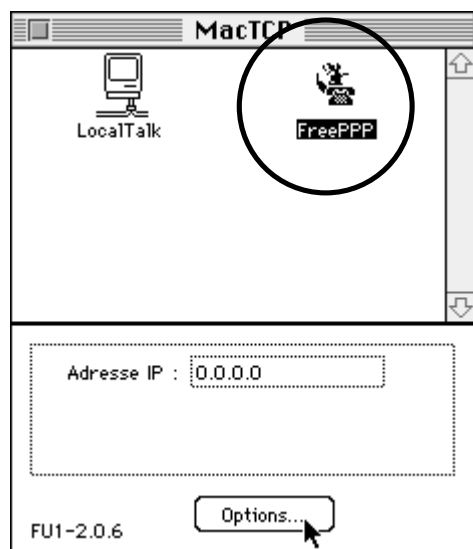 MacTCP
LocalTalk
FreePPP
Adresse IP : 0.0.0.0
Options...
FU1-2.0.6